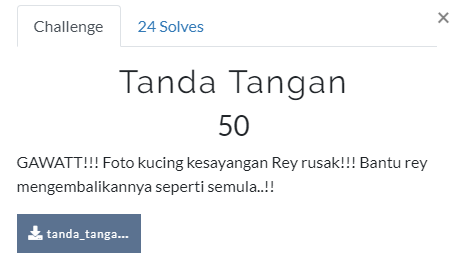 Challenge
24 Solves
×
Tanda Tangan
50
GAWATT!!! Foto kucing kesayangan Rey rusak!!! Bantu rey
mengembalikannya seperti semula..!!
tanda_tanga...